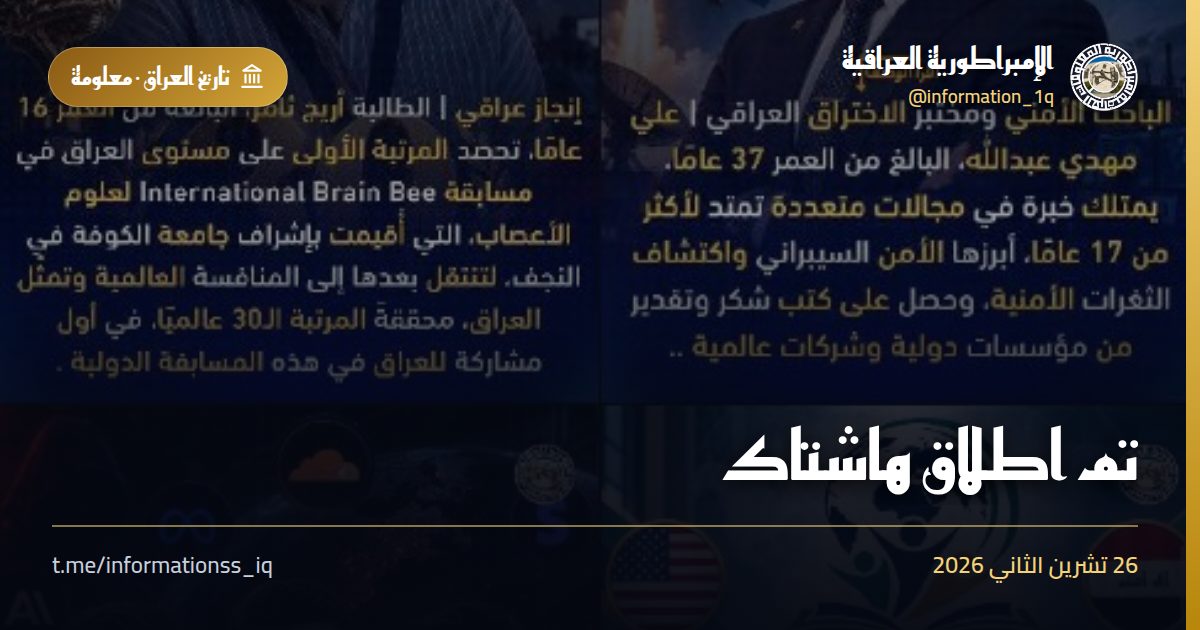 الإمبراطورية العراقية
@information_1q
تاريخ العراق · معلومة
الباحث الأمني ومختبر الاختراق العراقي | علي
مهدي عبدالله، البالغ من العمر 37 عامًا،
يمتلك خبرة في مجالات متعددة تمتد لأكثر
من 17 عامًا، أبرزها الأمن السيبراني واكتشاف
الثغرات الأمنية، وحصل على كتب شكر وتقدير
من مؤسسات دولية وشركات عالمية ..
إنجاز عراقي | الطالبة أريج ثامر، البالغة من العمر 16
عامًا، تحصد المرتبة الأولى على مستوى العراق في
مسابقة International Brain Bee لعلوم
الأعصاب، التي أُقيمت بإشراف جامعة الكوفة في
النجف، لتنتقل بعدها إلى المنافسة العالمية وتمثل
العراق، محققةً المرتبة الـ30 عالميًا، في أول
مشاركة للعراق في هذه المسابقة الدولية .
تم اطلاق هاشتاك
26 تشرين الثاني 2026
t.me/informationss_iq